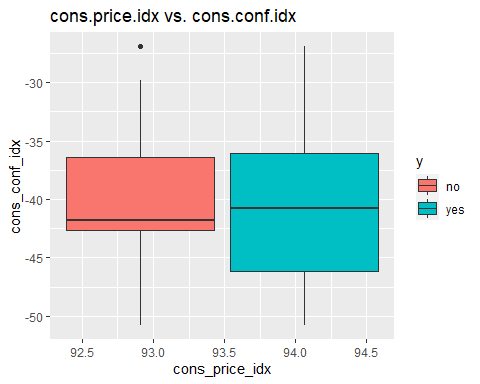 cons.price.idx vs. cons.conf.idx
-30
-35
-40
-45
-50
cons_conf_idx
92.5 93.0 93.5 94.0 94.5
cons_price_idx
y
no
yes